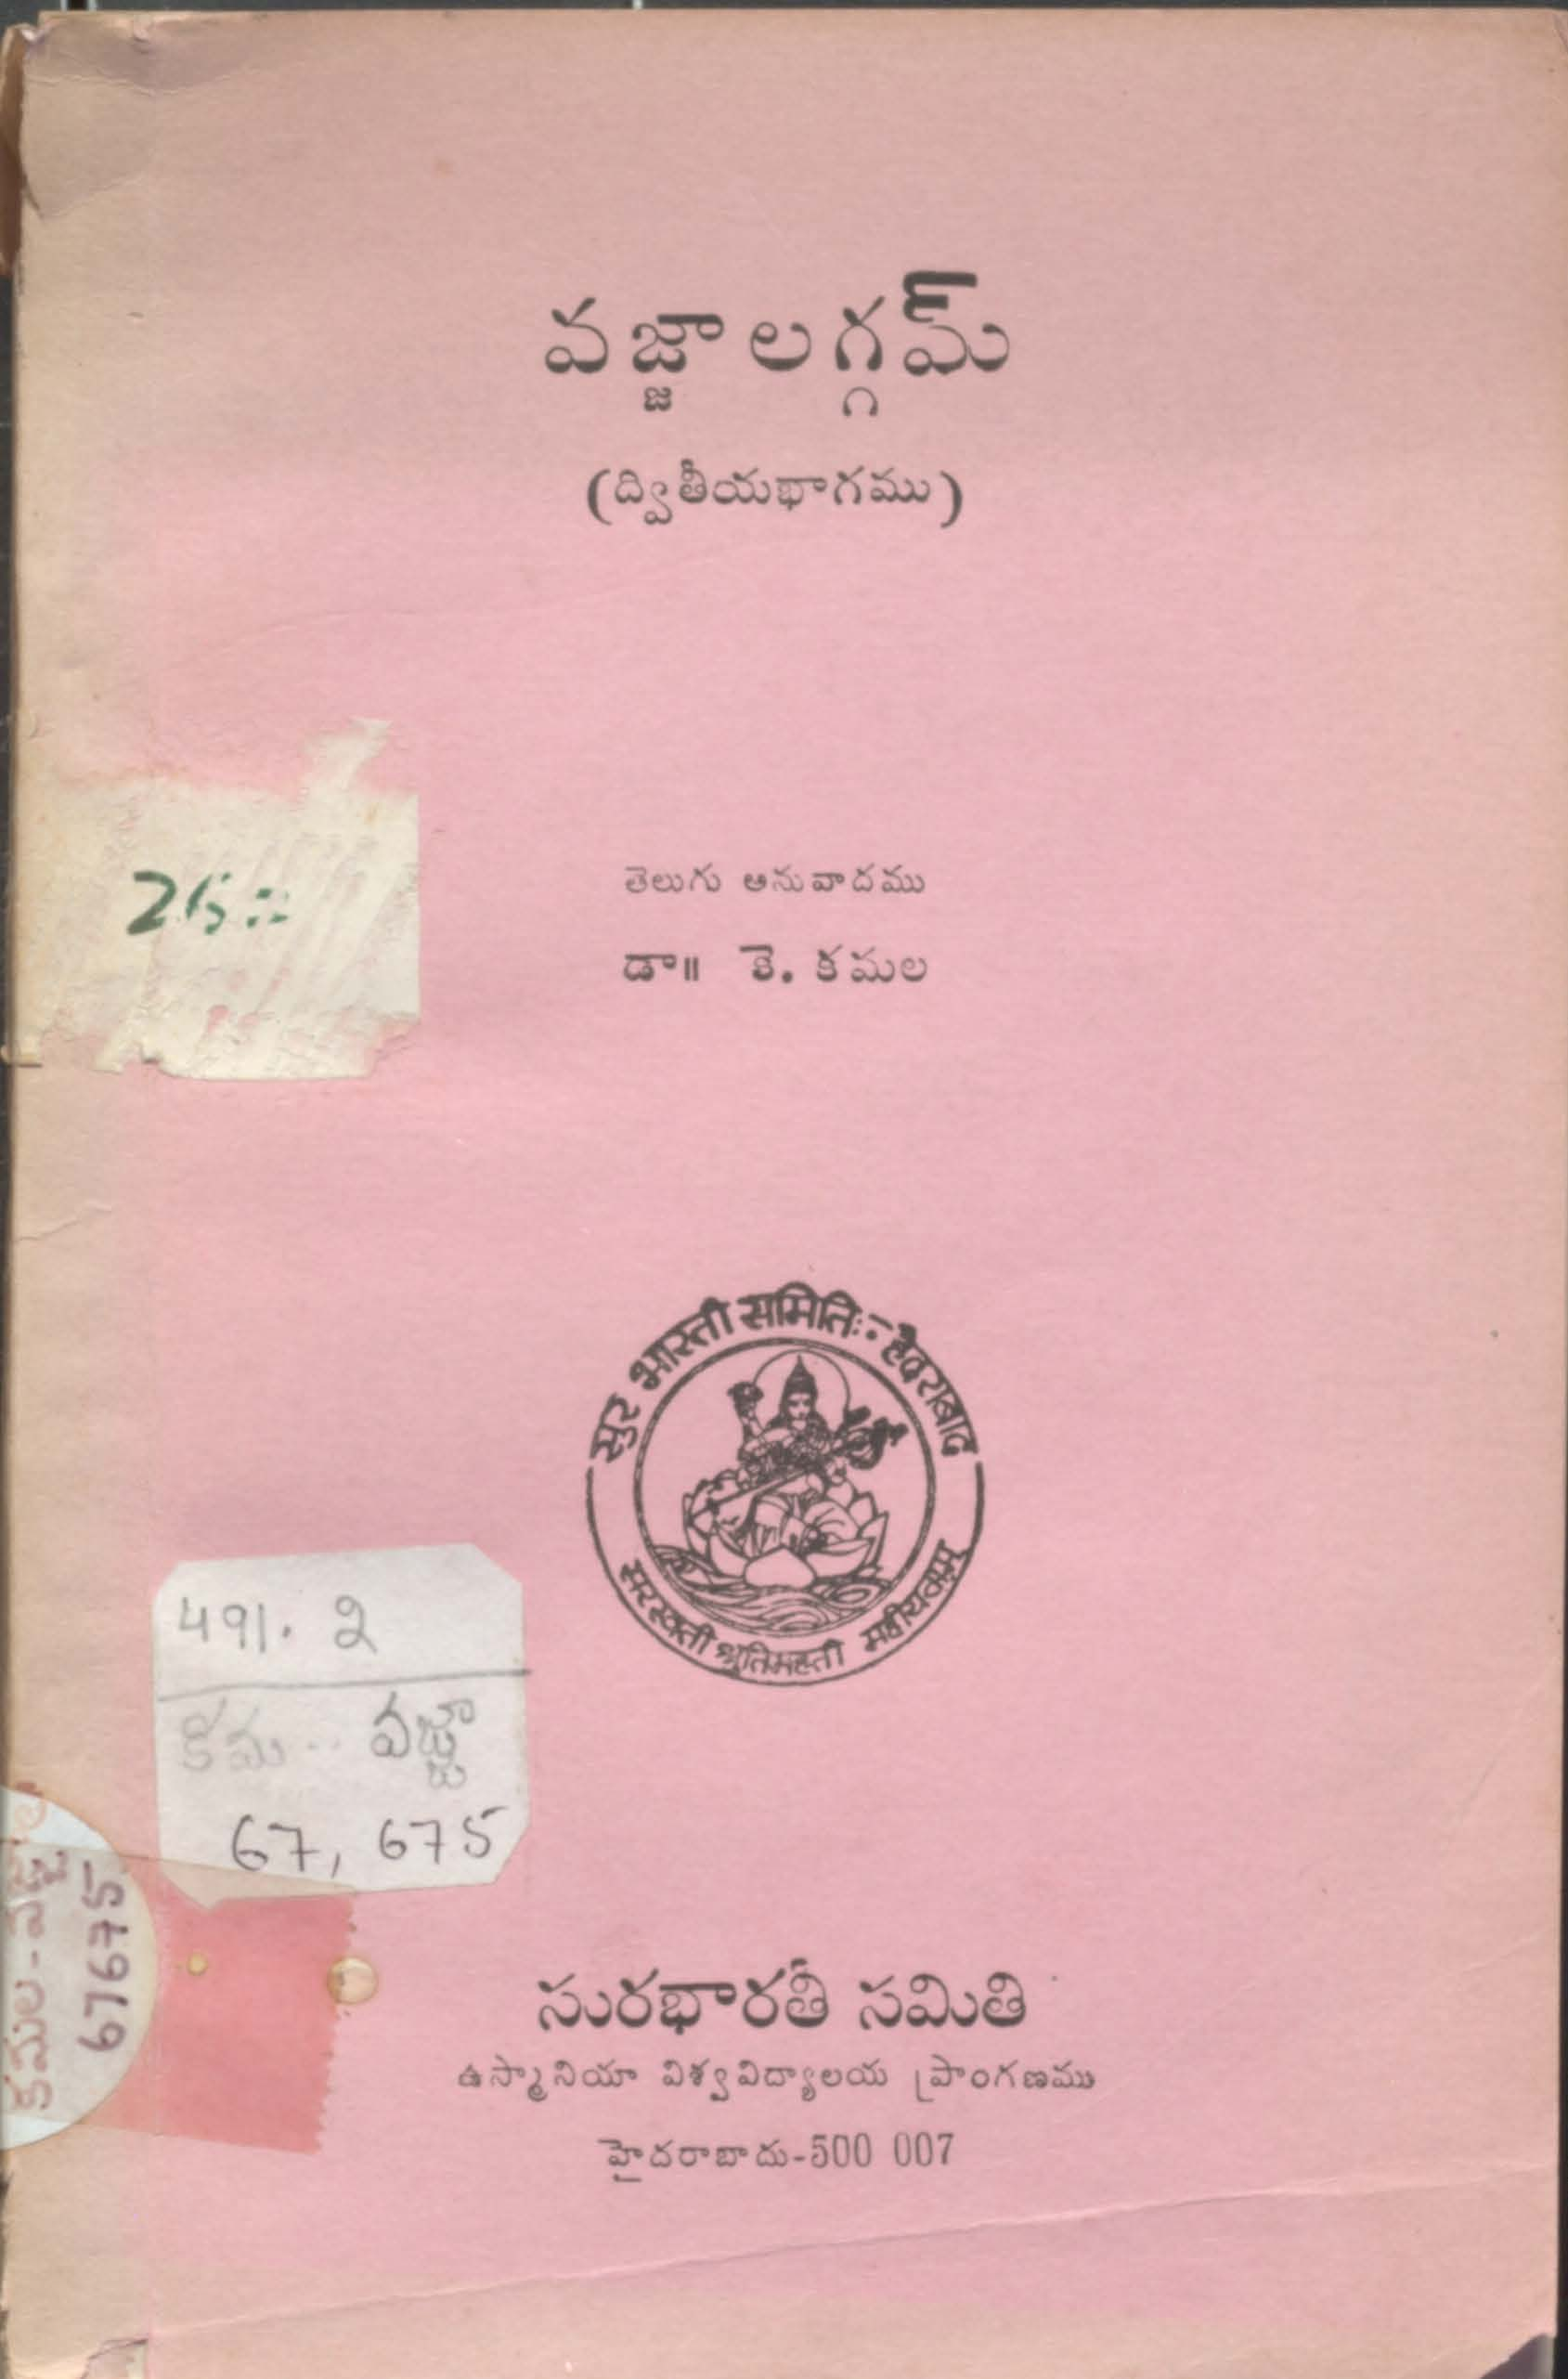 వజ్జాలగ్గమ్
(ద్వితీయభాగము)
తెలుగు అనువాదము
డా॥ కె. కమల
सुर भारती समितिः - हैदराबाद
सरस्वती श्रुतिमहती महीयताम्
491. 2
కమ .. వజ్జా
67, 675
67675
సురభారతీ సమితి
ఉస్మానియా విశ్వవిద్యాలయ ప్రాంగణము
హైదరాబాదు-500 007